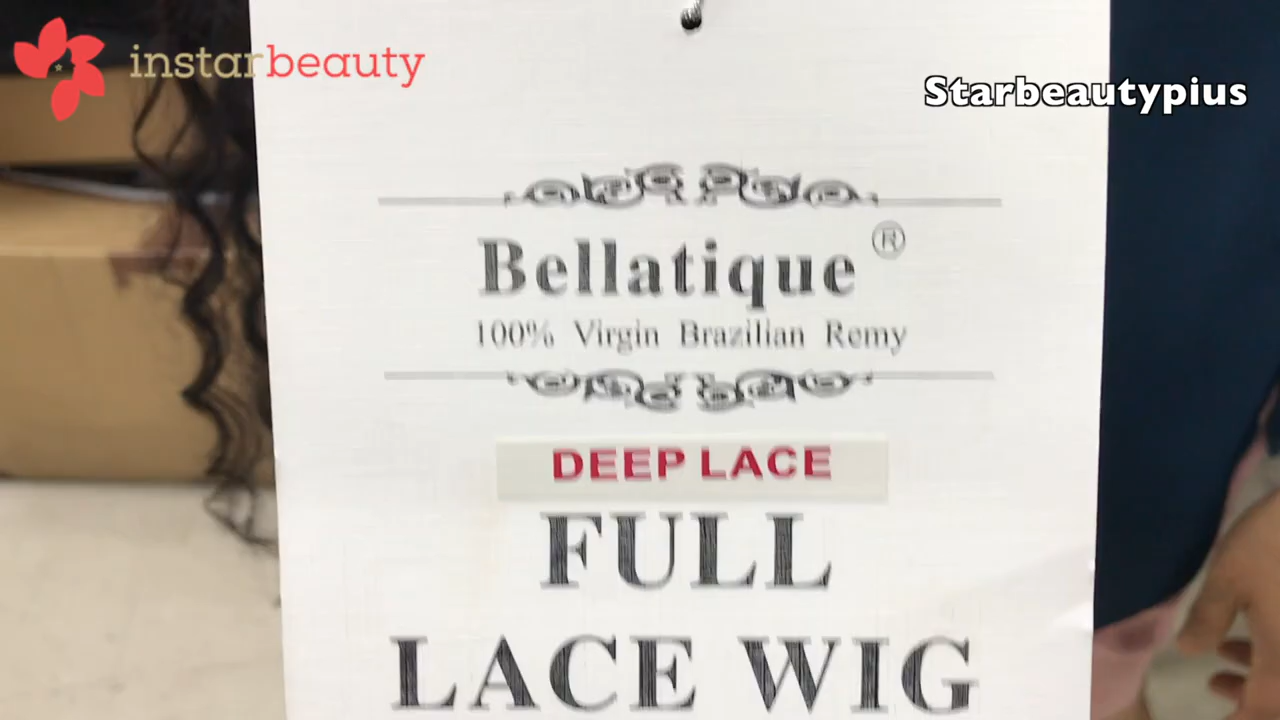 instarbeauty
Starbeautypius
Bellatique ®
100% Virgin Brazilian Remy
DEEP LACE
FULL
LACE WIG